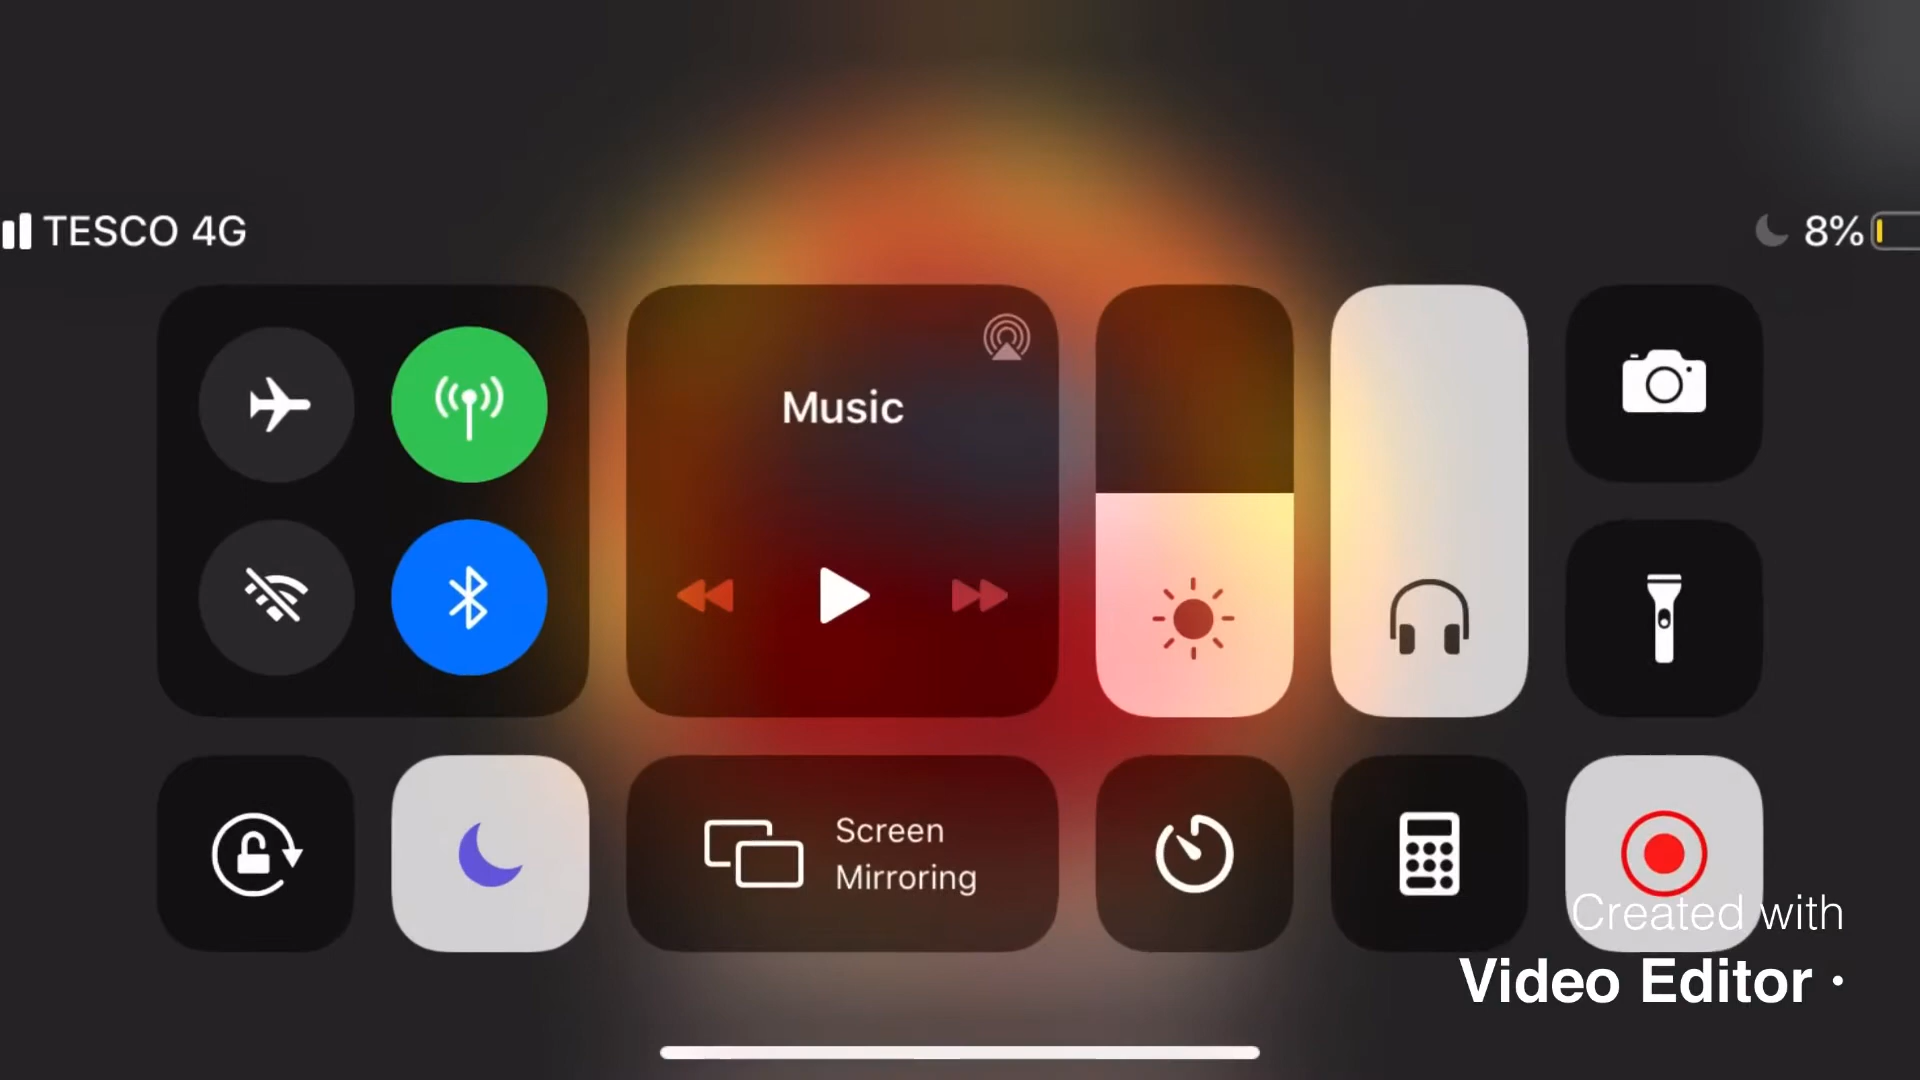 TESCO 4G
8%
Music
Screen
Mirroring
Created with
Video Editor ·